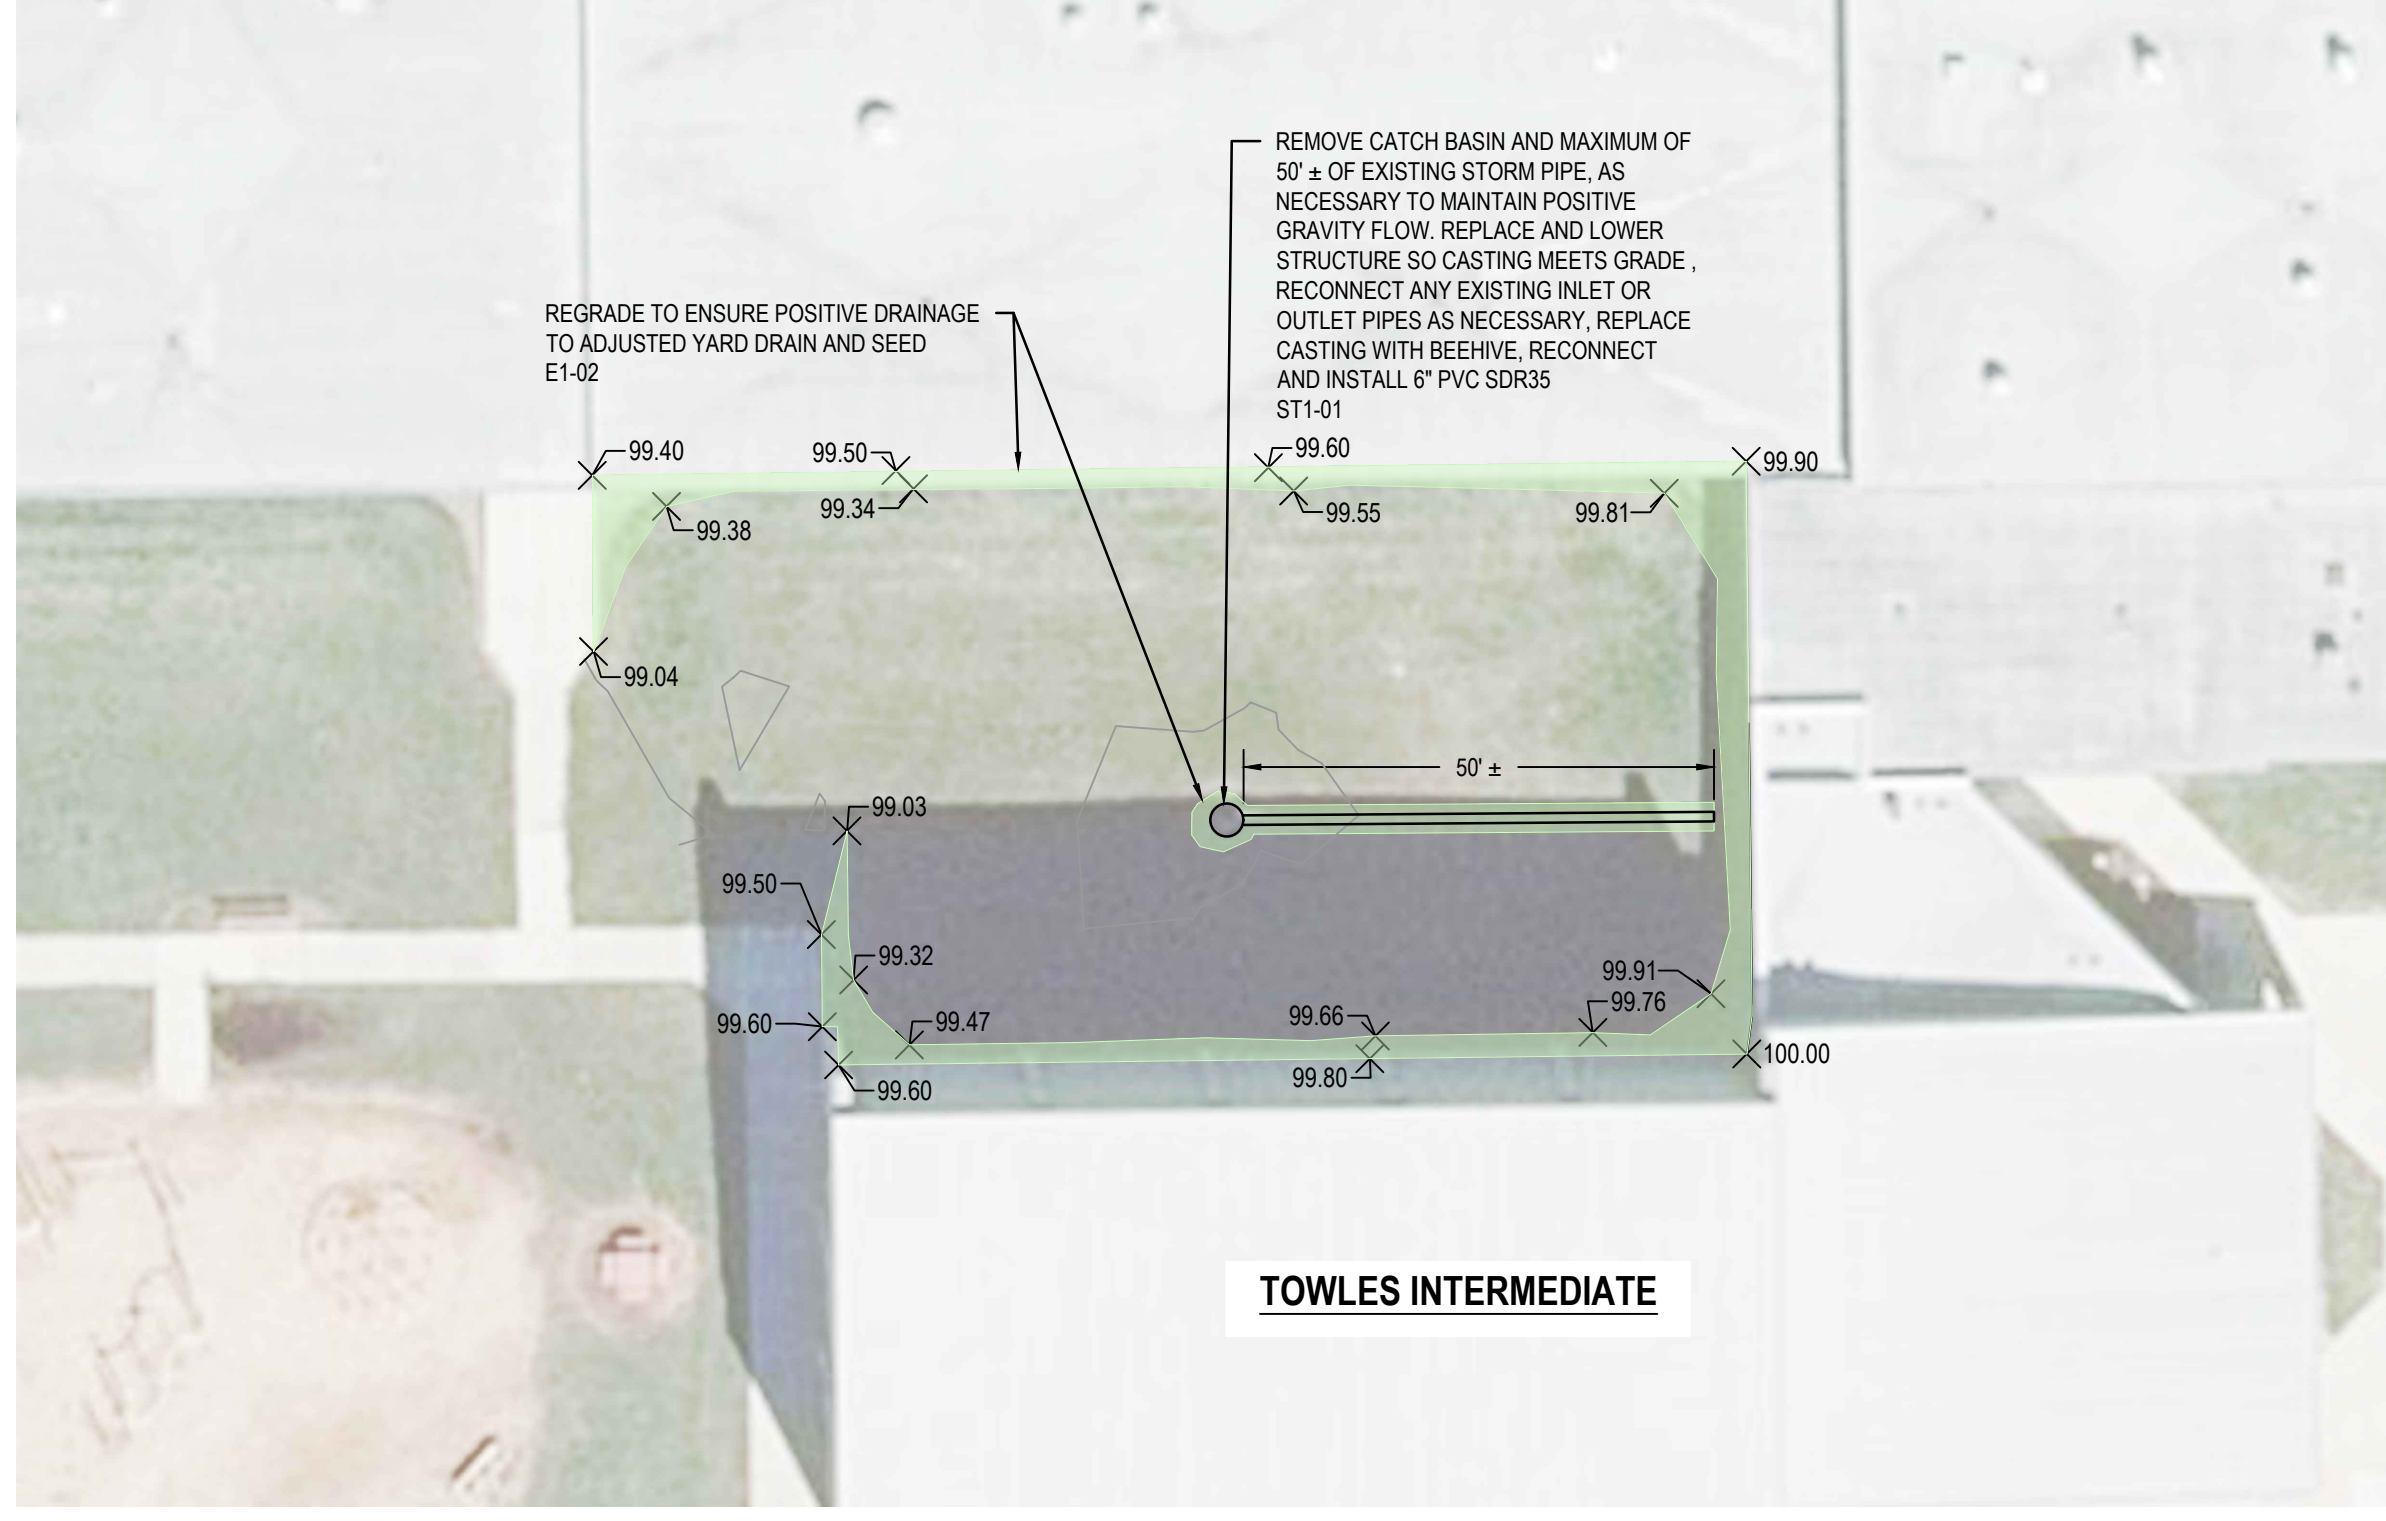 REMOVE CATCH BASIN AND MAXIMUM OF
50' ± OF EXISTING STORM PIPE, AS
NECESSARY TO MAINTAIN POSITIVE
GRAVITY FLOW. REPLACE AND LOWER
STRUCTURE SO CASTING MEETS GRADE ,
RECONNECT ANY EXISTING INLET OR
OUTLET PIPES AS NECESSARY, REPLACE
CASTING WITH BEEHIVE, RECONNECT
AND INSTALL 6" PVC SDR35
ST1-01
REGRADE TO ENSURE POSITIVE DRAINAGE
TO ADJUSTED YARD DRAIN AND SEED
E1-02
99.40
99.50
99.60
99.90
99.38
99.34
99.55
99.81
99.04
50' ±
99.03
99.50
99.32
99.91
99.76
99.60
99.47
99.66
100.00
99.60
99.80
TOWLES INTERMEDIATE